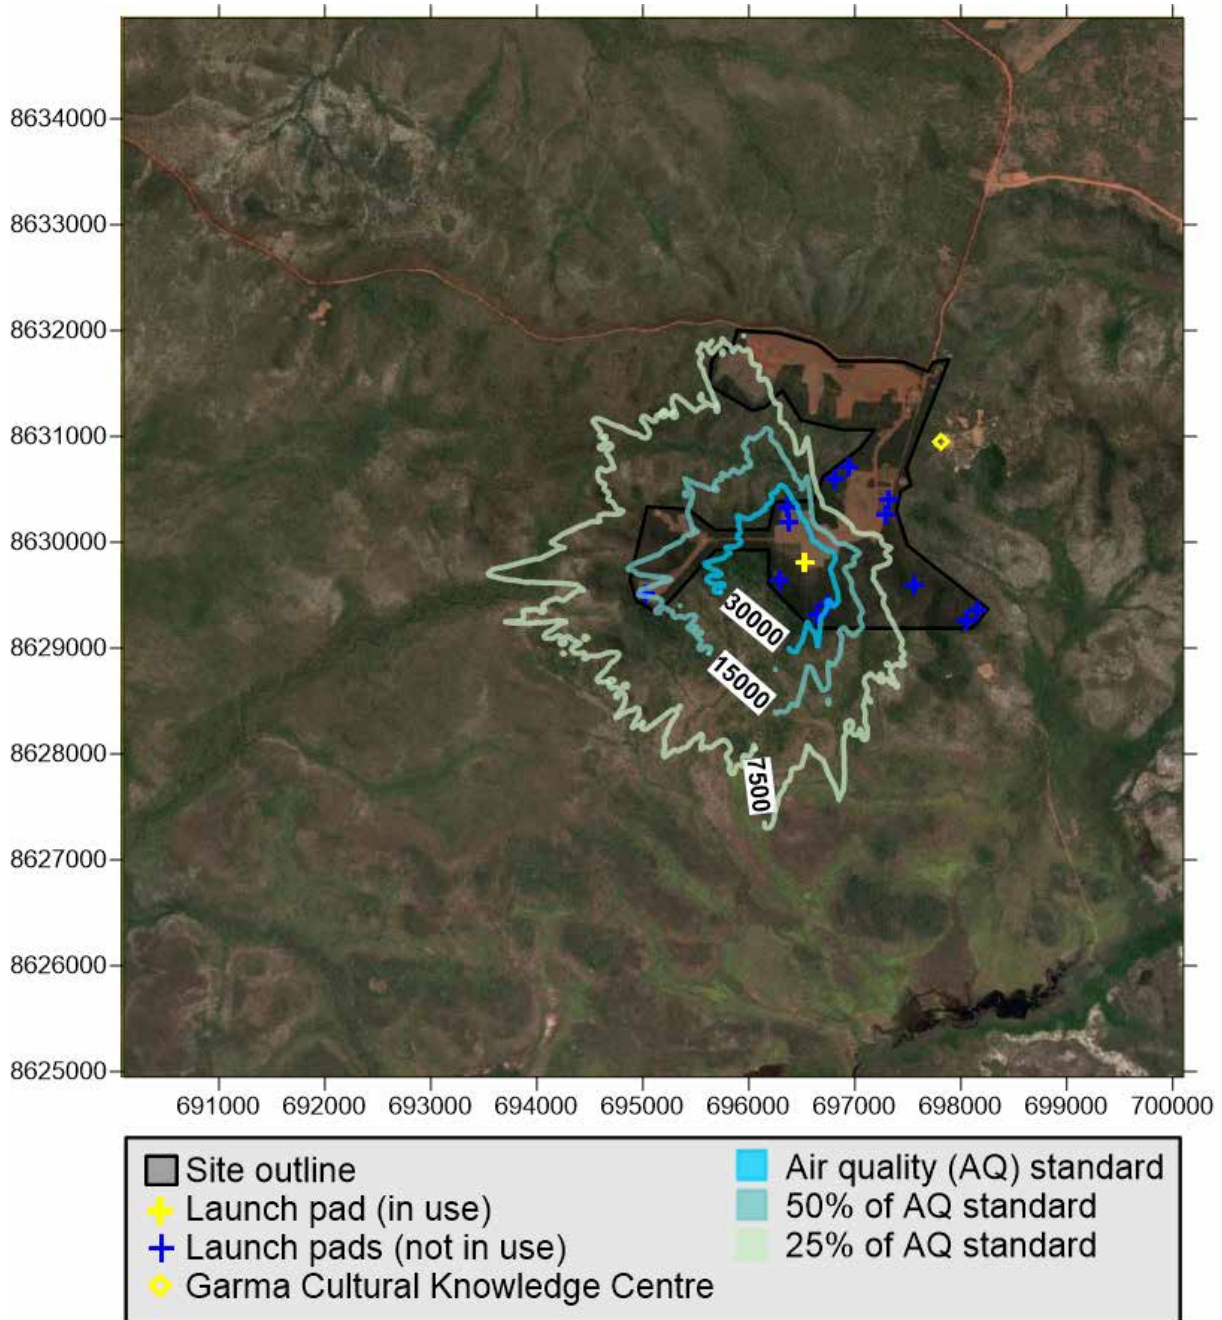 8634000
8633000
8632000
8631000
8630000
8629000
8628000
8627000
8626000
8625000
30000
15000
7500
691000 692000 693000 694000 695000 696000 697000 698000 699000 700000
Site outline
Launch pad (in use)
Launch pads (not in use)
Garma Cultural Knowledge Centre
Air quality (AQ) standard
50% of AQ standard
25% of AQ standard